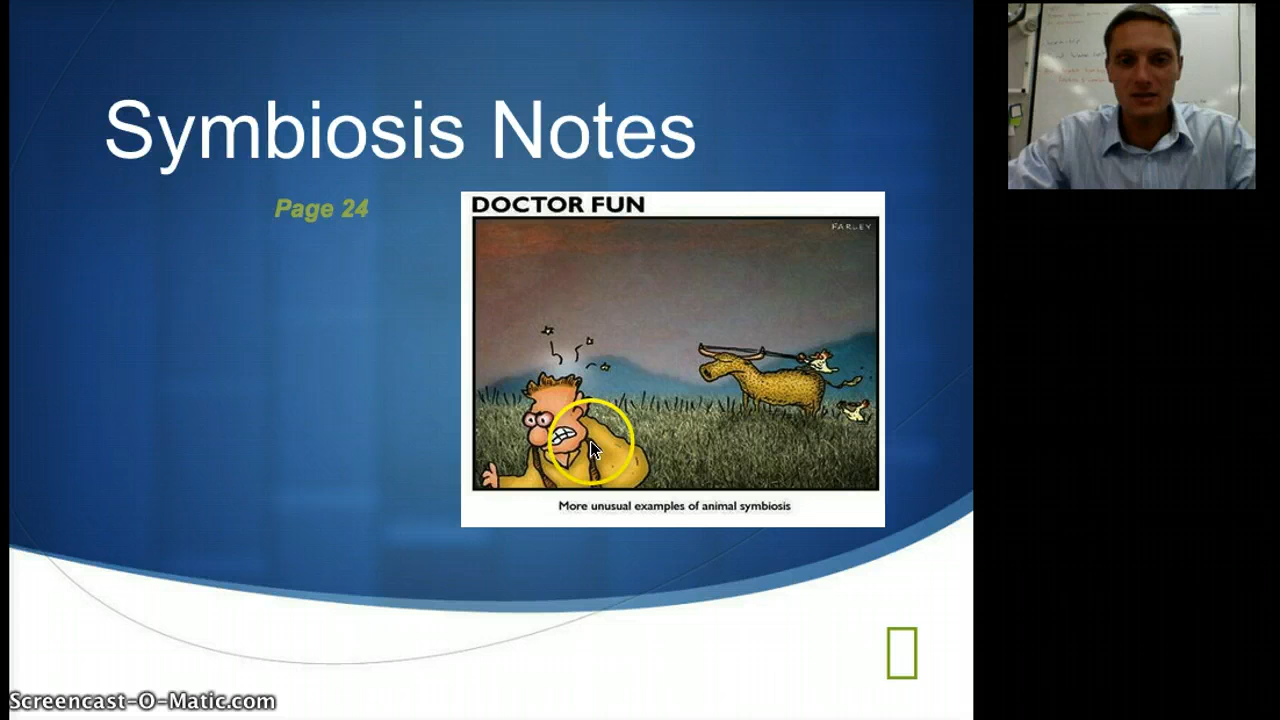 Symbiosis Notes
Page 24
DOCTOR FUN
FARLEY
More unusual examples of animal symbiosis
Screencast-O-Matic.com